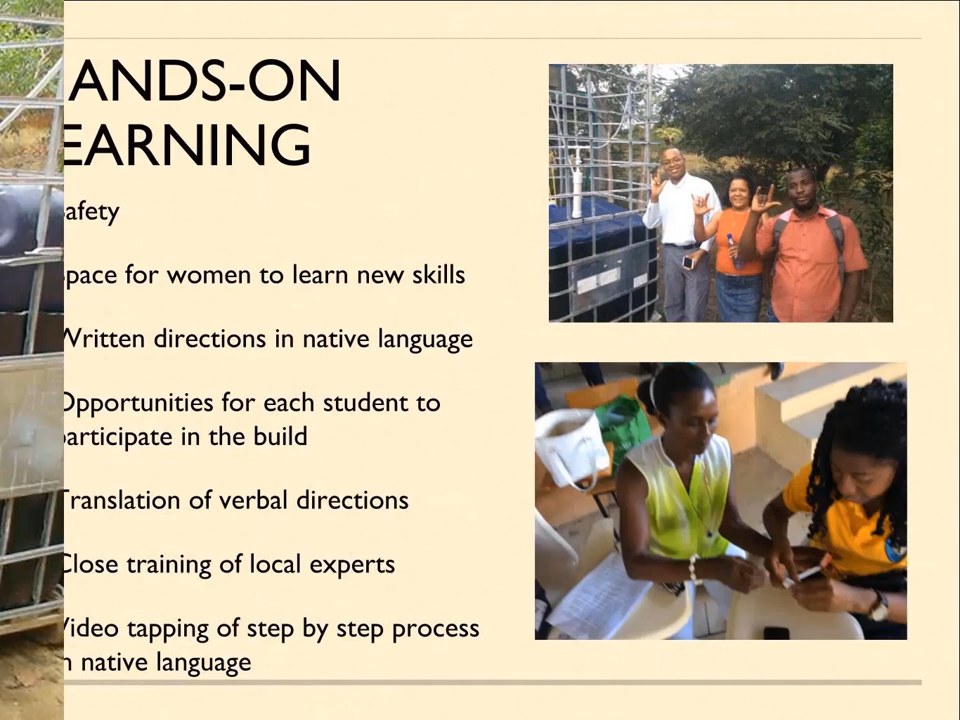 ANDS-ON
EARNING
afety
pace for women to learn new skills
Written directions in native language
Opportunities for each student to
participate in the build
Translation of verbal directions
Close training of local experts
Video tapping of step by step process
n native language